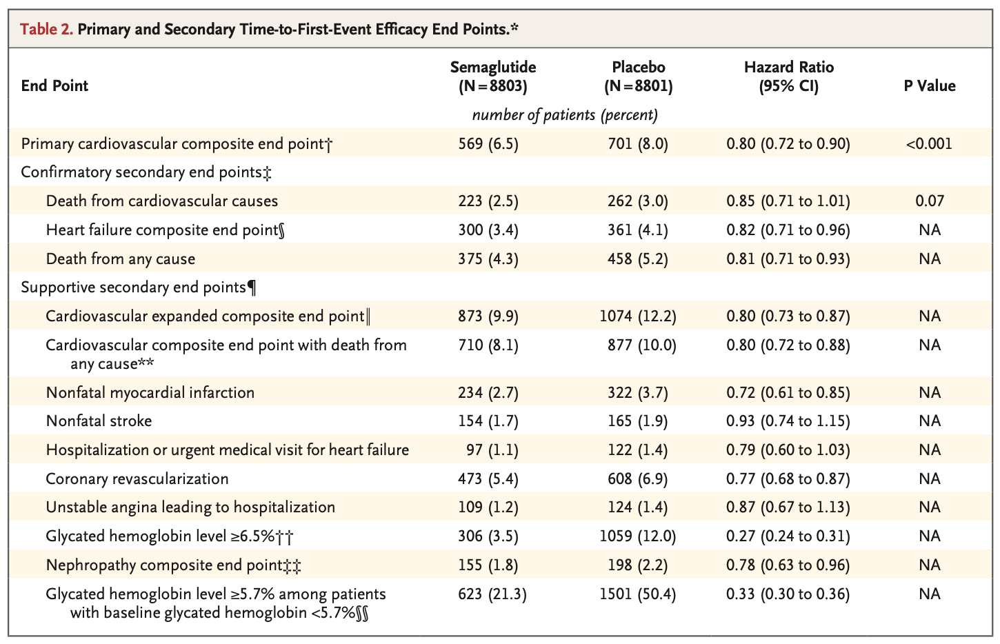 Table 2. Primary and Secondary Time-to-First-Event Efficacy End Points.*
End Point Semaglutide (N=8803) Placebo (N=8801) Hazard Ratio (95% CI) P Value
number of patients (percent)
Primary cardiovascular composite end point† 569 (6.5) 701 (8.0) 0.80 (0.72 to 0.90) <0.001
Confirmatory secondary end points‡
Death from cardiovascular causes 223 (2.5) 262 (3.0) 0.85 (0.71 to 1.01) 0.07
Heart failure composite end point§ 300 (3.4) 361 (4.1) 0.82 (0.71 to 0.96) NA
Death from any cause 375 (4.3) 458 (5.2) 0.81 (0.71 to 0.93) NA
Supportive secondary end points¶
Cardiovascular expanded composite end point‖ 873 (9.9) 1074 (12.2) 0.80 (0.73 to 0.87) NA
Cardiovascular composite end point with death from 710 (8.1) 877 (10.0) 0.80 (0.72 to 0.88) NA
any cause**
Nonfatal myocardial infarction 234 (2.7) 322 (3.7) 0.72 (0.61 to 0.85) NA
Nonfatal stroke 154 (1.7) 165 (1.9) 0.93 (0.74 to 1.15) NA
Hospitalization or urgent medical visit for heart failure 97 (1.1) 122 (1.4) 0.79 (0.60 to 1.03) NA
Coronary revascularization 473 (5.4) 608 (6.9) 0.77 (0.68 to 0.87) NA
Unstable angina leading to hospitalization 109 (1.2) 124 (1.4) 0.87 (0.67 to 1.13) NA
Glycated hemoglobin level ≥6.5%†† 306 (3.5) 1059 (12.0) 0.27 (0.24 to 0.31) NA
Nephropathy composite end point‡‡ 155 (1.8) 198 (2.2) 0.78 (0.63 to 0.96) NA
Glycated hemoglobin level ≥5.7% among patients 623 (21.3) 1501 (50.4) 0.33 (0.30 to 0.36) NA
with baseline glycated hemoglobin <5.7%§§